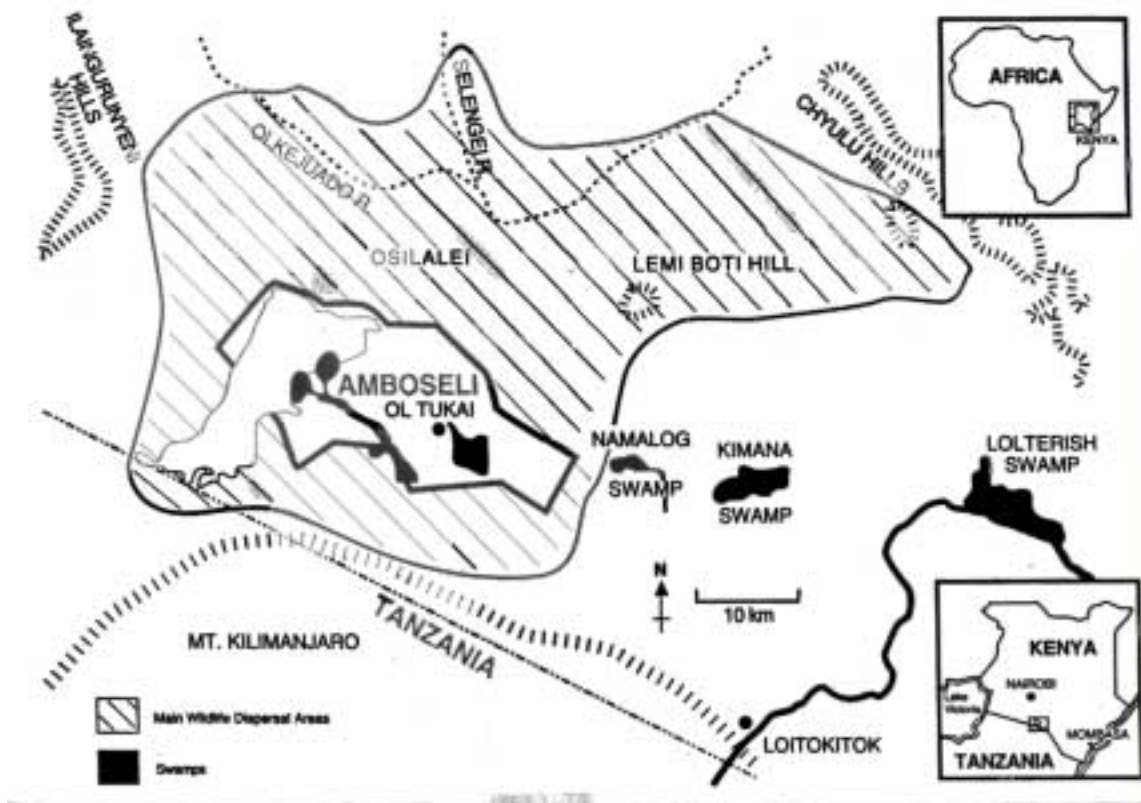 ILAINGURUNYENI
HILLS
OLKEJUADO R.
SELENGEI R.
CHYULU HILLS
AFRICA
KENYA
OSILALEI
LEMI BOTI HILL
AMBOSELI
OL TUKAI
NAMALOG
SWAMP
KIMANA
SWAMP
LOLTERISH
SWAMP
N
10 km
TANZANIA
MT. KILIMANJARO
LOITOKITOK
Main Wildlife Dispersal Areas
Swamps
KENYA
NAIROBI
Lake
Victoria
MOMBASA
TANZANIA